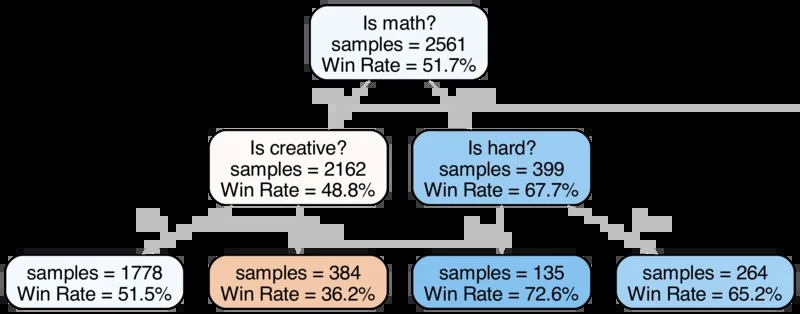 Is math?
samples = 2561
Win Rate = 51.7%
Is creative?
samples = 2162
Win Rate = 48.8%
Is hard?
samples = 399
Win Rate = 67.7%
samples = 1778
Win Rate = 51.5%
samples = 384
Win Rate = 36.2%
samples = 135
Win Rate = 72.6%
samples = 264
Win Rate = 65.2%